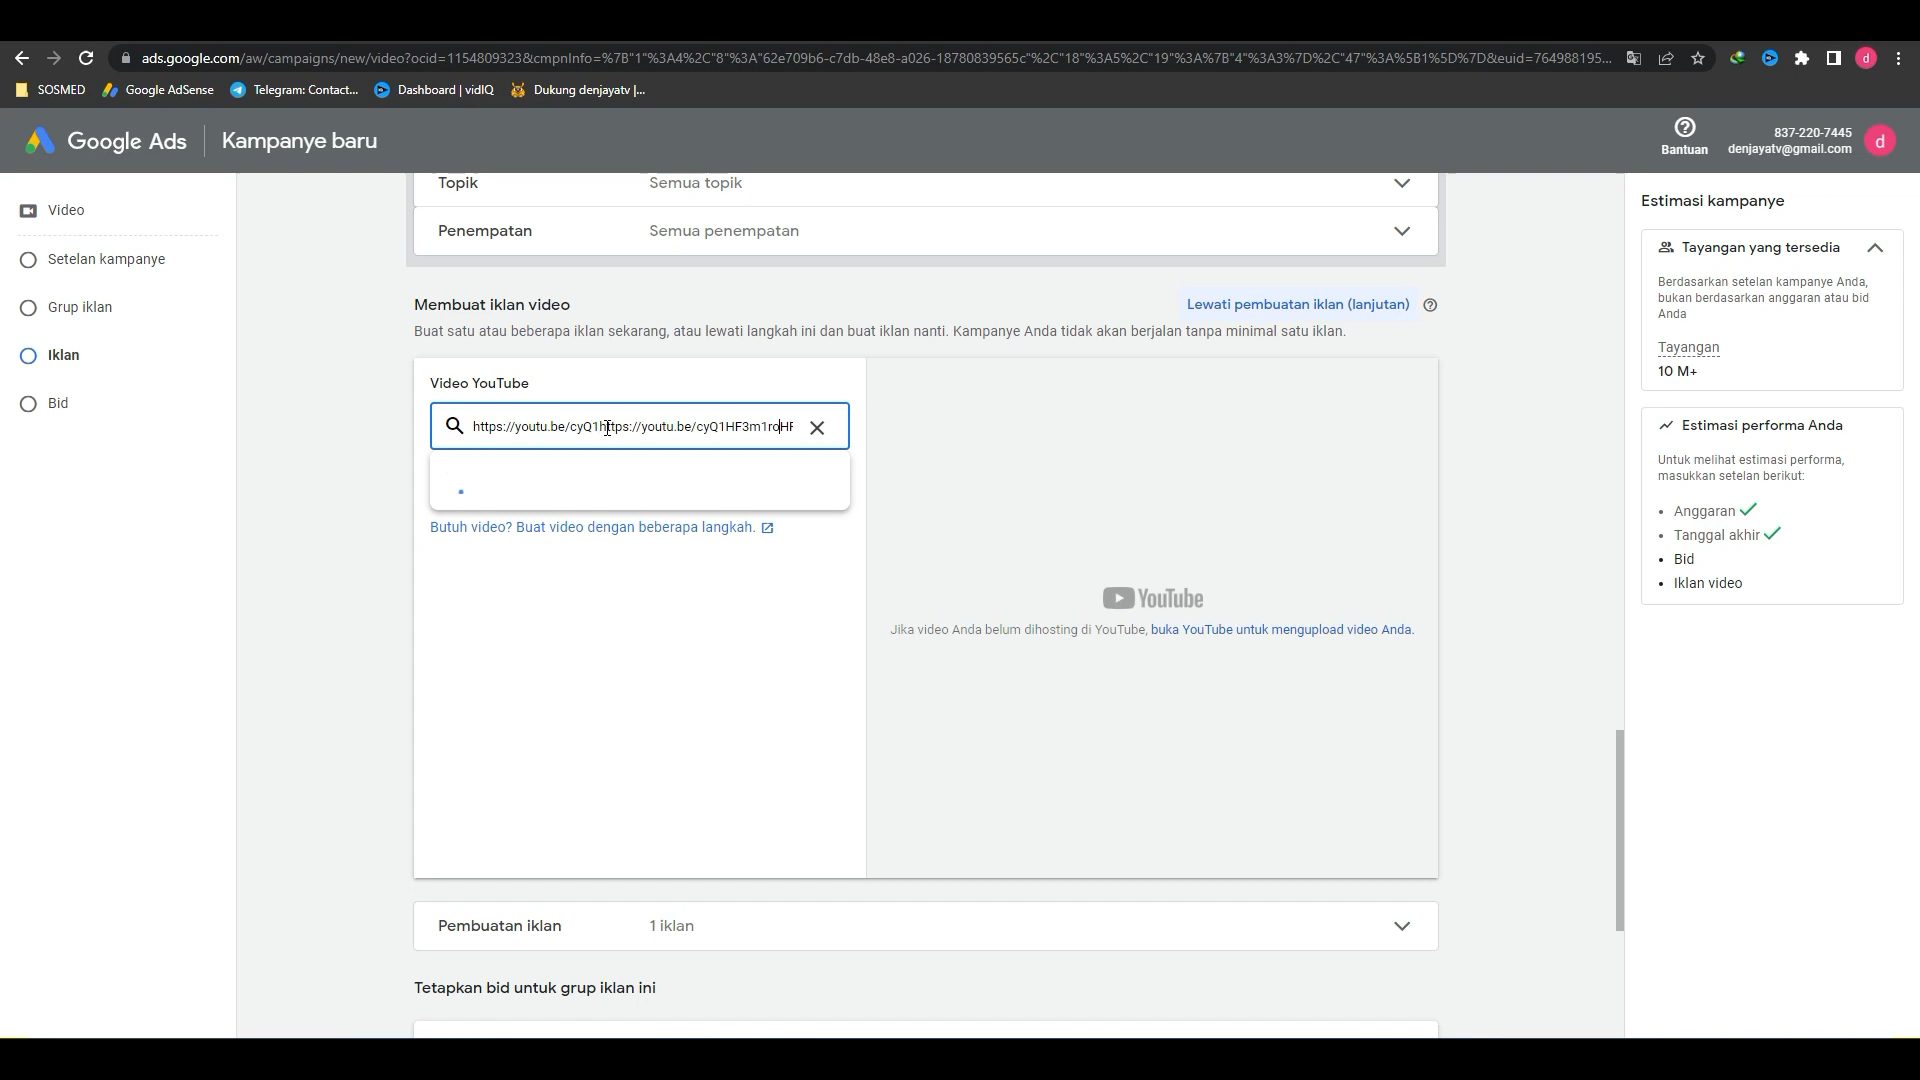 ads.google.com/aw/campaigns/new/video?ocid=1154809323&cmpnInfo=%7B"1"%3A4%2C"8"%3A"62e709b6-c7db-48e8-a026-18780839565c"%2C"18"%3A5%2C"19"%3A%7B"4"%3A3%7D%2C"47"%3A%5B1%5D%7D&euid=764988195...
d
SOSMED
Google AdSense
Telegram: Contact...
Dashboard | vidIQ
Dukung denjayatv |...
Google Ads
Kampanye baru
Bantuan
837-220-7445
denjayatv@gmail.com
d
Video
Setelan kampanye
Grup iklan
Iklan
Bid
Topik
Semua topik
Penempatan
Semua penempatan
Membuat iklan video
Lewati pembuatan iklan (lanjutan)
Buat satu atau beberapa iklan sekarang, atau lewati langkah ini dan buat iklan nanti. Kampanye Anda tidak akan berjalan tanpa minimal satu iklan.
Video YouTube
https://youtu.be/cyQ1https://youtu.be/cyQ1HF3m1roHF
Butuh video? Buat video dengan beberapa langkah.
YouTube
Jika video Anda belum dihosting di YouTube, buka YouTube untuk mengupload video Anda.
Pembuatan iklan
1 iklan
Tetapkan bid untuk grup iklan ini
Estimasi kampanye
Tayangan yang tersedia
Berdasarkan setelan kampanye Anda,
bukan berdasarkan anggaran atau bid
Anda
Tayangan
10 M+
Estimasi performa Anda
Untuk melihat estimasi performa,
masukkan setelan berikut:
• Anggaran
• Tanggal akhir
• Bid
• Iklan video